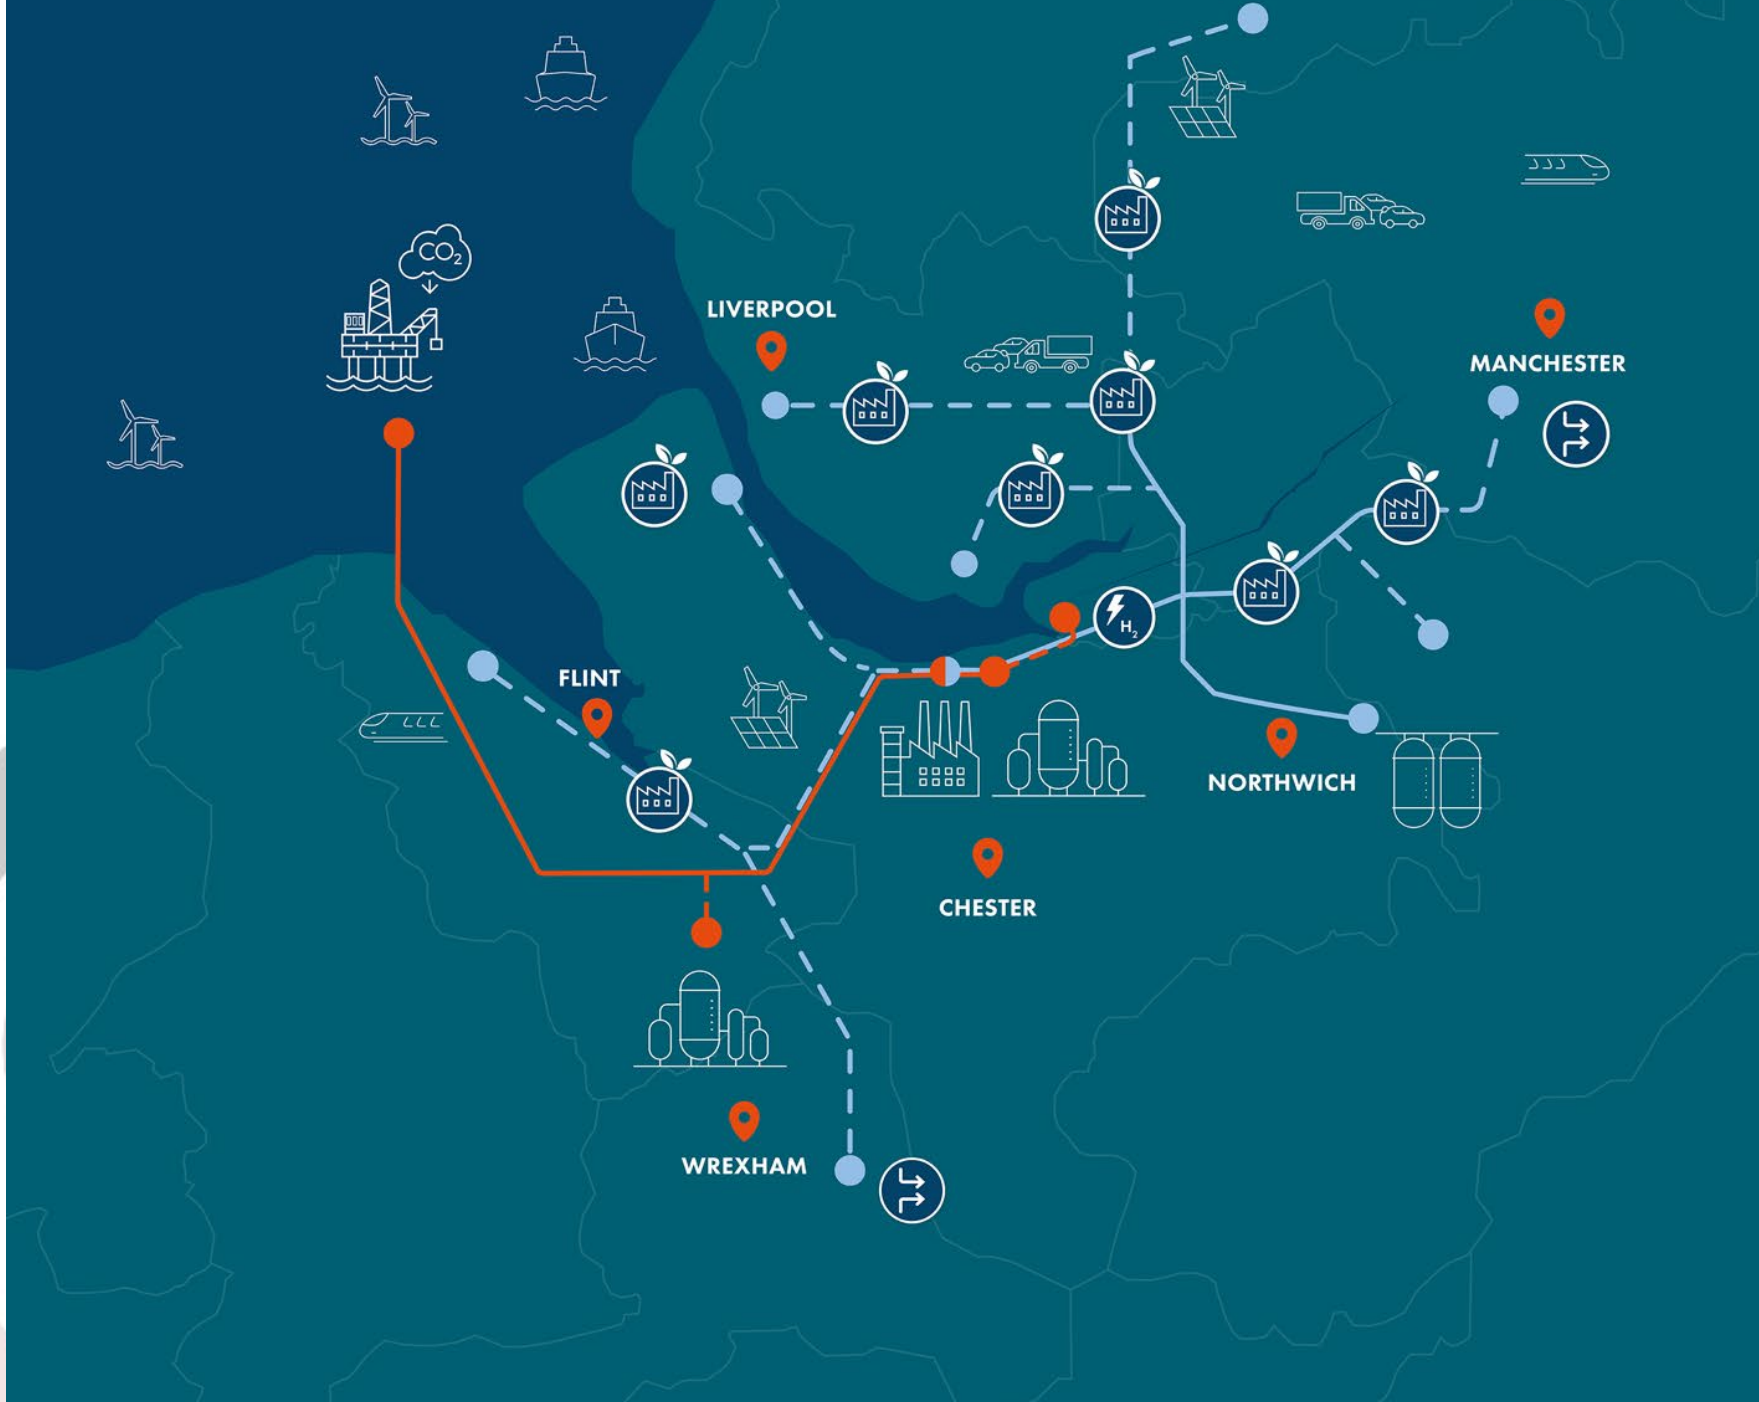 CO₂
LIVERPOOL
MANCHESTER
H₂
FLINT
NORTHWICH
CHESTER
WREXHAM